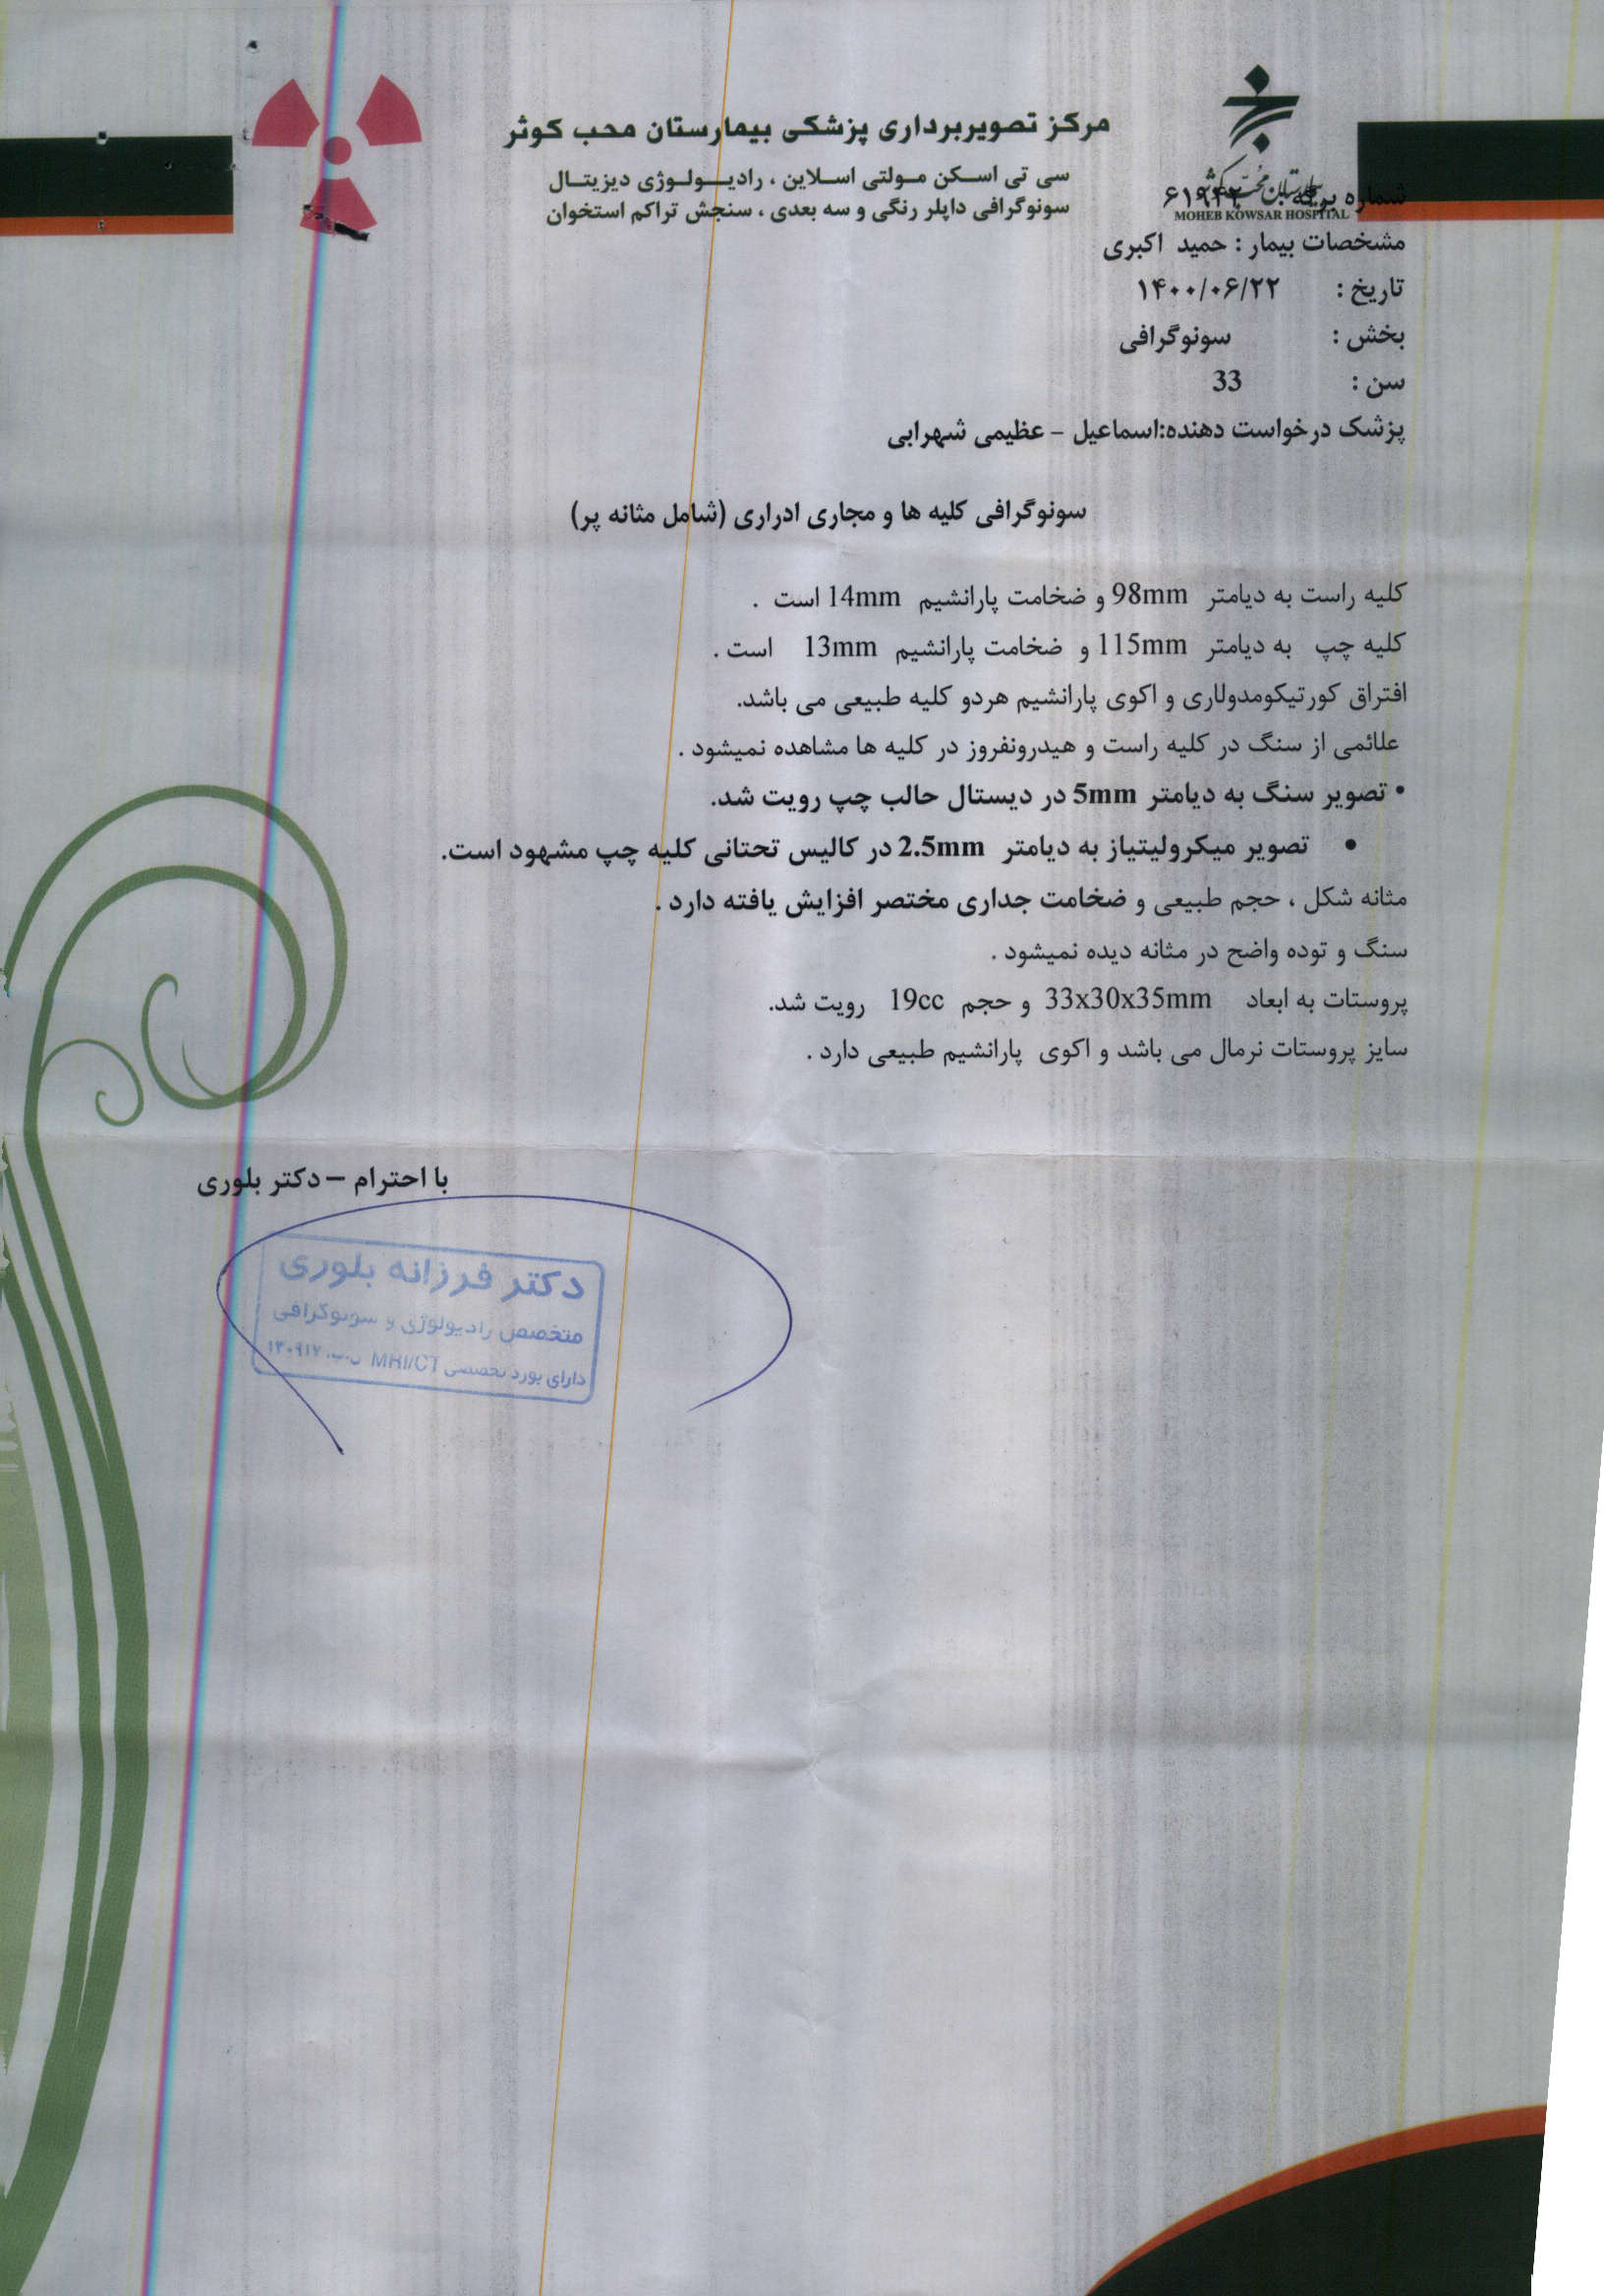 مرکز تصویربرداری پزشکی بیمارستان محب کوثر
سی تی اسکن مولتی اسلاین ، رادیولوژی دیزیتال
سونوگرافی داپلر رنگی و سه بعدی ، سنجش تراکم استخوان
MOHEB KOWSAR HOSPITAL
شماره ۶۱۹۴۲
مشخصات بیمار : حمید اکبری
تاریخ : ۱۴۰۰/۰۶/۲۲
بخش : سونوگرافی
سن : 33
پزشک درخواست دهنده:اسماعیل - عظیمی شهرابی
سونوگرافی کلیه ها و مجاری ادراری (شامل مثانه پر)
کلیه راست به دیامتر 98mm و ضخامت پارانشیم 14mm است .
کلیه چپ به دیامتر 115mm و ضخامت پارانشیم 13mm است .
افتراق کورتیکومدولاری و اکوی پارانشیم هردو کلیه طبیعی می باشد.
علائمی از سنگ در کلیه راست و هیدرونفروز در کلیه ها مشاهده نمیشود .
• تصویر سنگ به دیامتر 5mm در دیستال حالب چپ رویت شد.
• تصویر میکرولیتیاز به دیامتر 2.5mm در کالیس تحتانی کلیه چپ مشهود است.
مثانه شکل ، حجم طبیعی و ضخامت جداری مختصر افزایش یافته دارد .
سنگ و توده واضح در مثانه دیده نمیشود .
پروستات به ابعاد 33x30x35mm و حجم 19cc رویت شد.
سایز پروستات نرمال می باشد و اکوی پارانشیم طبیعی دارد .
با احترام – دکتر بلوری
دکتر فرزانه بلوری
متخصص رادیولوژی و سونوگرافی
دارای بورد تخصصی MRI/CT ن.پ. ۱۳۰۹۱۷